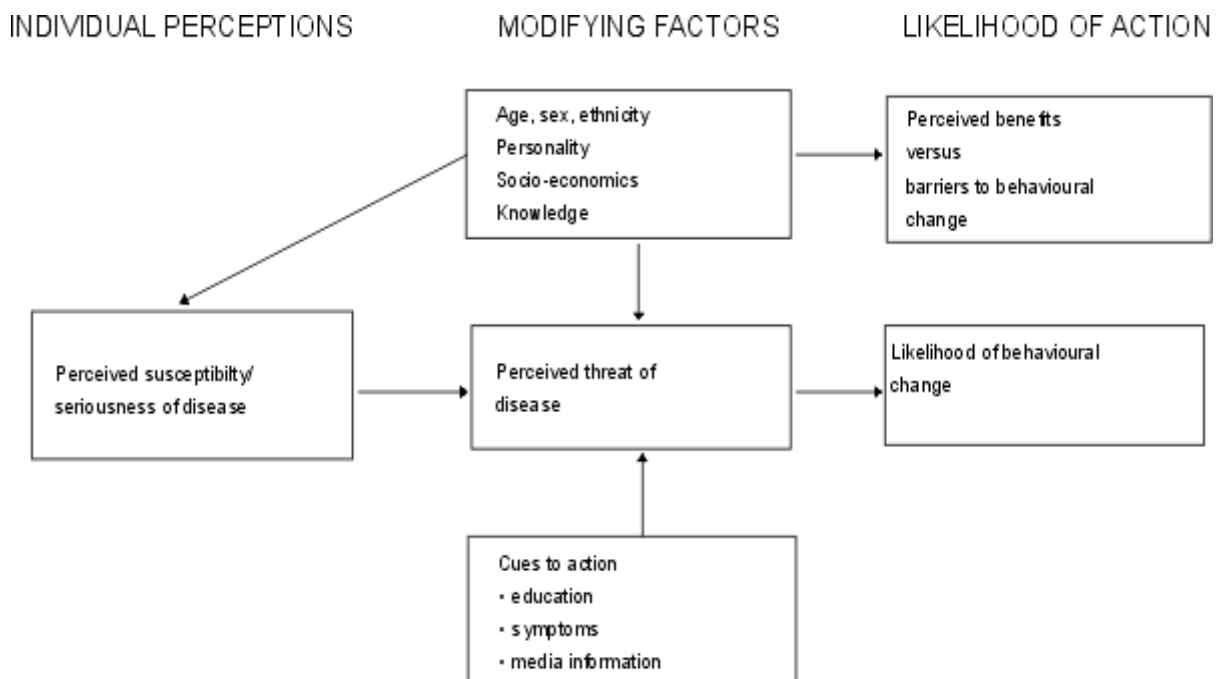 INDIVIDUAL PERCEPTIONS
MODIFYING FACTORS
LIKELIHOOD OF ACTION
Age, sex, ethnicity
Personality
Socio-economics
Knowledge
Perceived benefits
versus
barriers to behavioural
change
Perceived susceptibilty/
seriousness of disease
Perceived threat of
disease
Likelihood of behavioural
change
Cues to action
• education
• symptoms
• media information